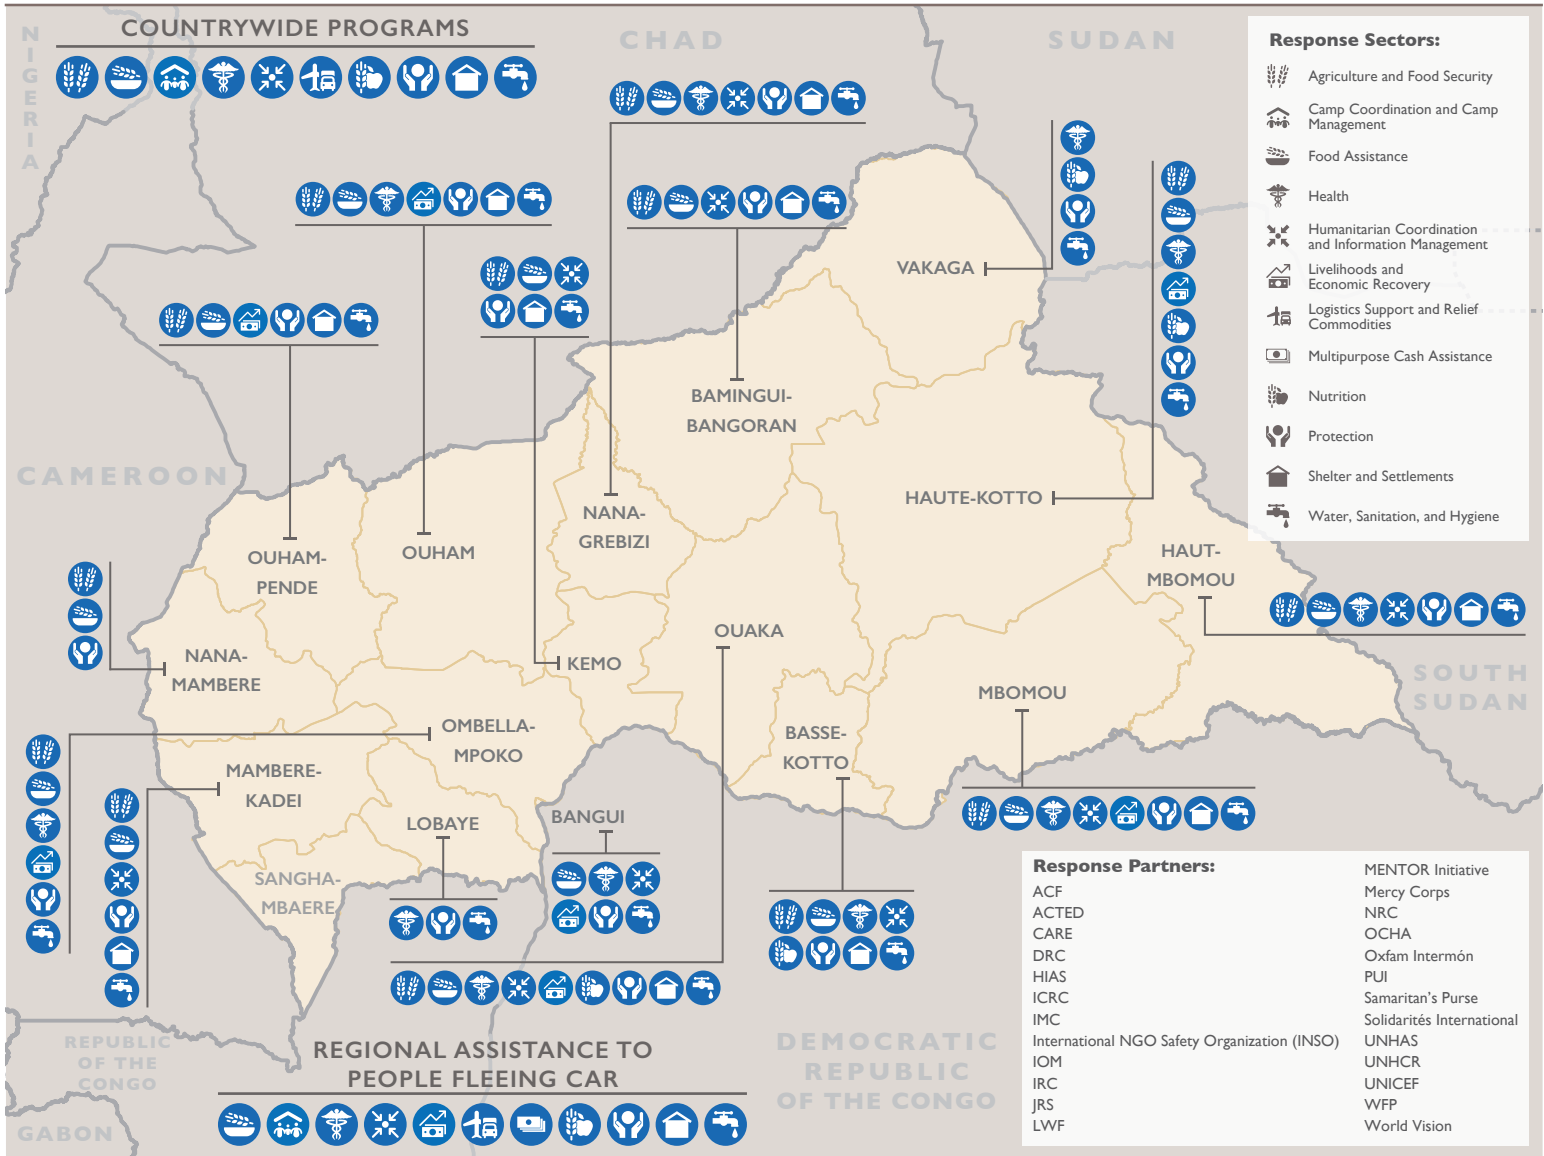 COUNTRYWIDE PROGRAMS
NIGERIA
CHAD
SUDAN
Response Sectors:
Agriculture and Food Security
Camp Coordination and Camp
Management
Food Assistance
Health
Humanitarian Coordination
and Information Management
Livelihoods and
Economic Recovery
Logistics Support and Relief
Commodities
Multipurpose Cash Assistance
Nutrition
Protection
Shelter and Settlements
Water, Sanitation, and Hygiene
VAKAGA
BAMINGUI-
BANGORAN
CAMEROON
HAUTE-KOTTO
NANA-
GREBIZI
OUHAM
OUHAM-
PENDE
HAUT-
MBOMOU
OUAKA
NANA-
MAMBERE
KEMO
MBOMOU
SOUTH
SUDAN
OMBELLA-
MPOKO
BASSE-
KOTTO
MAMBERE-
KADEI
LOBAYE
BANGUI
SANGHA-
MBAERE
REPUBLIC
OF THE
CONGO
GABON
DEMOCRATIC
REPUBLIC
OF THE CONGO
REGIONAL ASSISTANCE TO
PEOPLE FLEEING CAR
Response Partners:
ACF
ACTED
CARE
DRC
HIAS
ICRC
IMC
International NGO Safety Organization (INSO)
IOM
IRC
JRS
LWF
MENTOR Initiative
Mercy Corps
NRC
OCHA
Oxfam Intermón
PUI
Samaritan's Purse
Solidarités International
UNHAS
UNHCR
UNICEF
WFP
World Vision